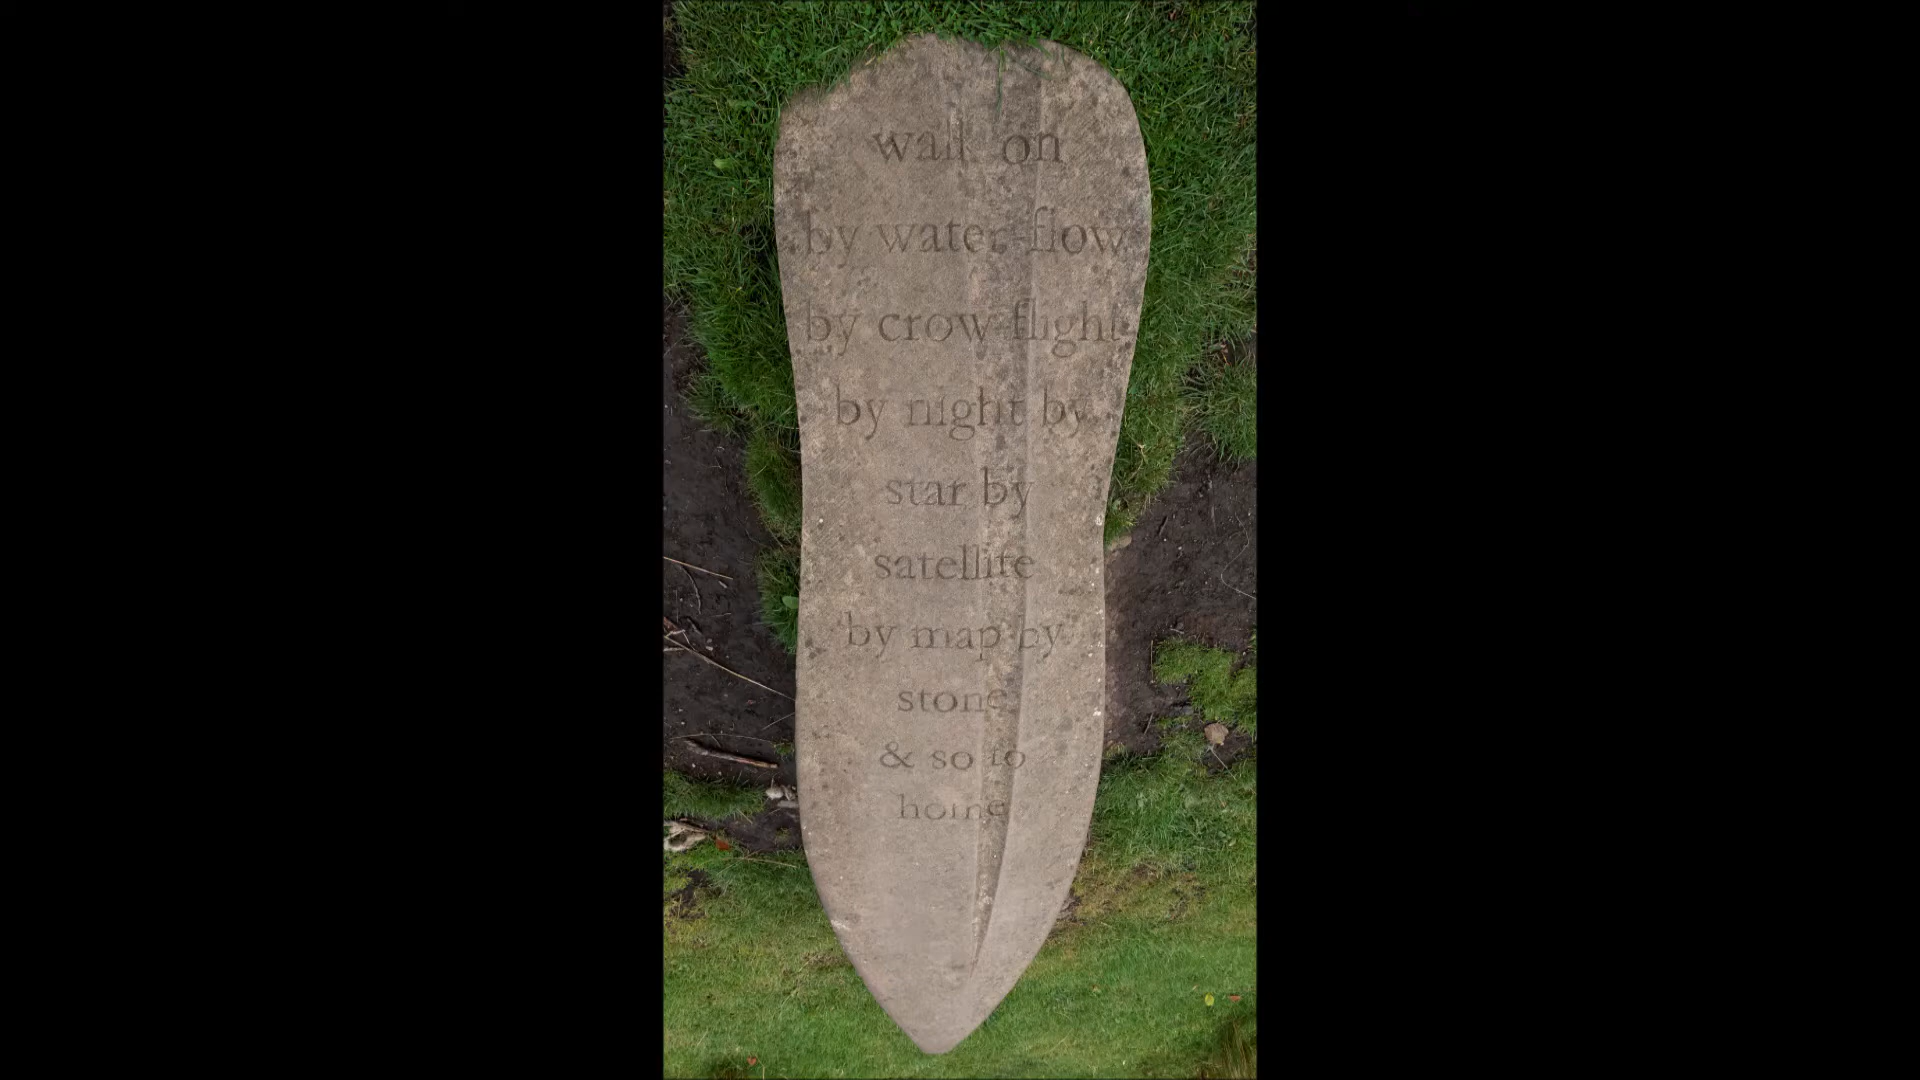 walk on
by water-flow
by crow-flight
by night by
star by
satellite
by map by
stone
& so to
home